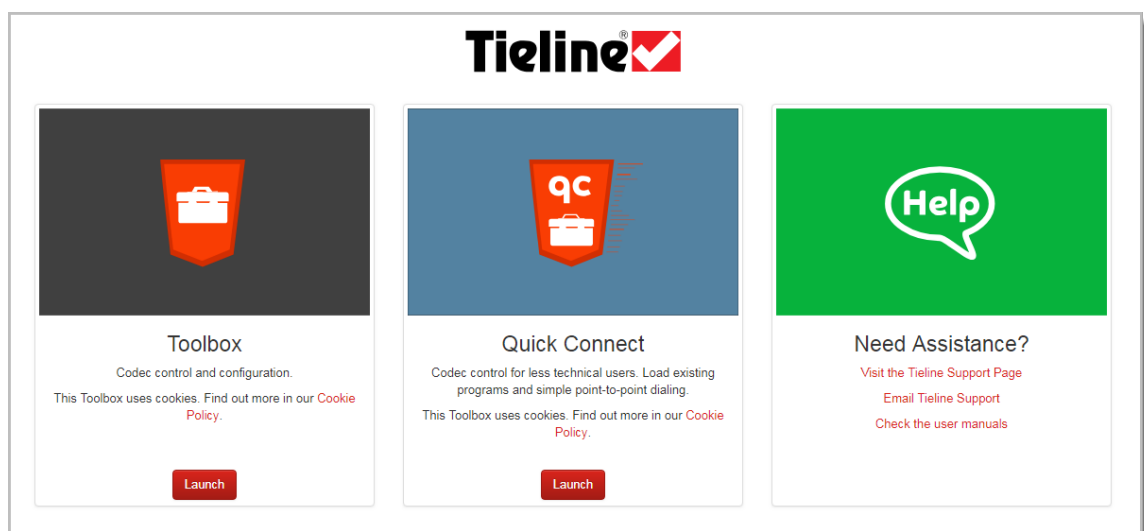 Tieline®
qc
Help
Toolbox
Codec control and configuration.
This Toolbox uses cookies. Find out more in our Cookie
Policy.
Launch
Quick Connect
Codec control for less technical users. Load existing
programs and simple point-to-point dialing.
This Toolbox uses cookies. Find out more in our Cookie
Policy.
Launch
Need Assistance?
Visit the Tieline Support Page
Email Tieline Support
Check the user manuals